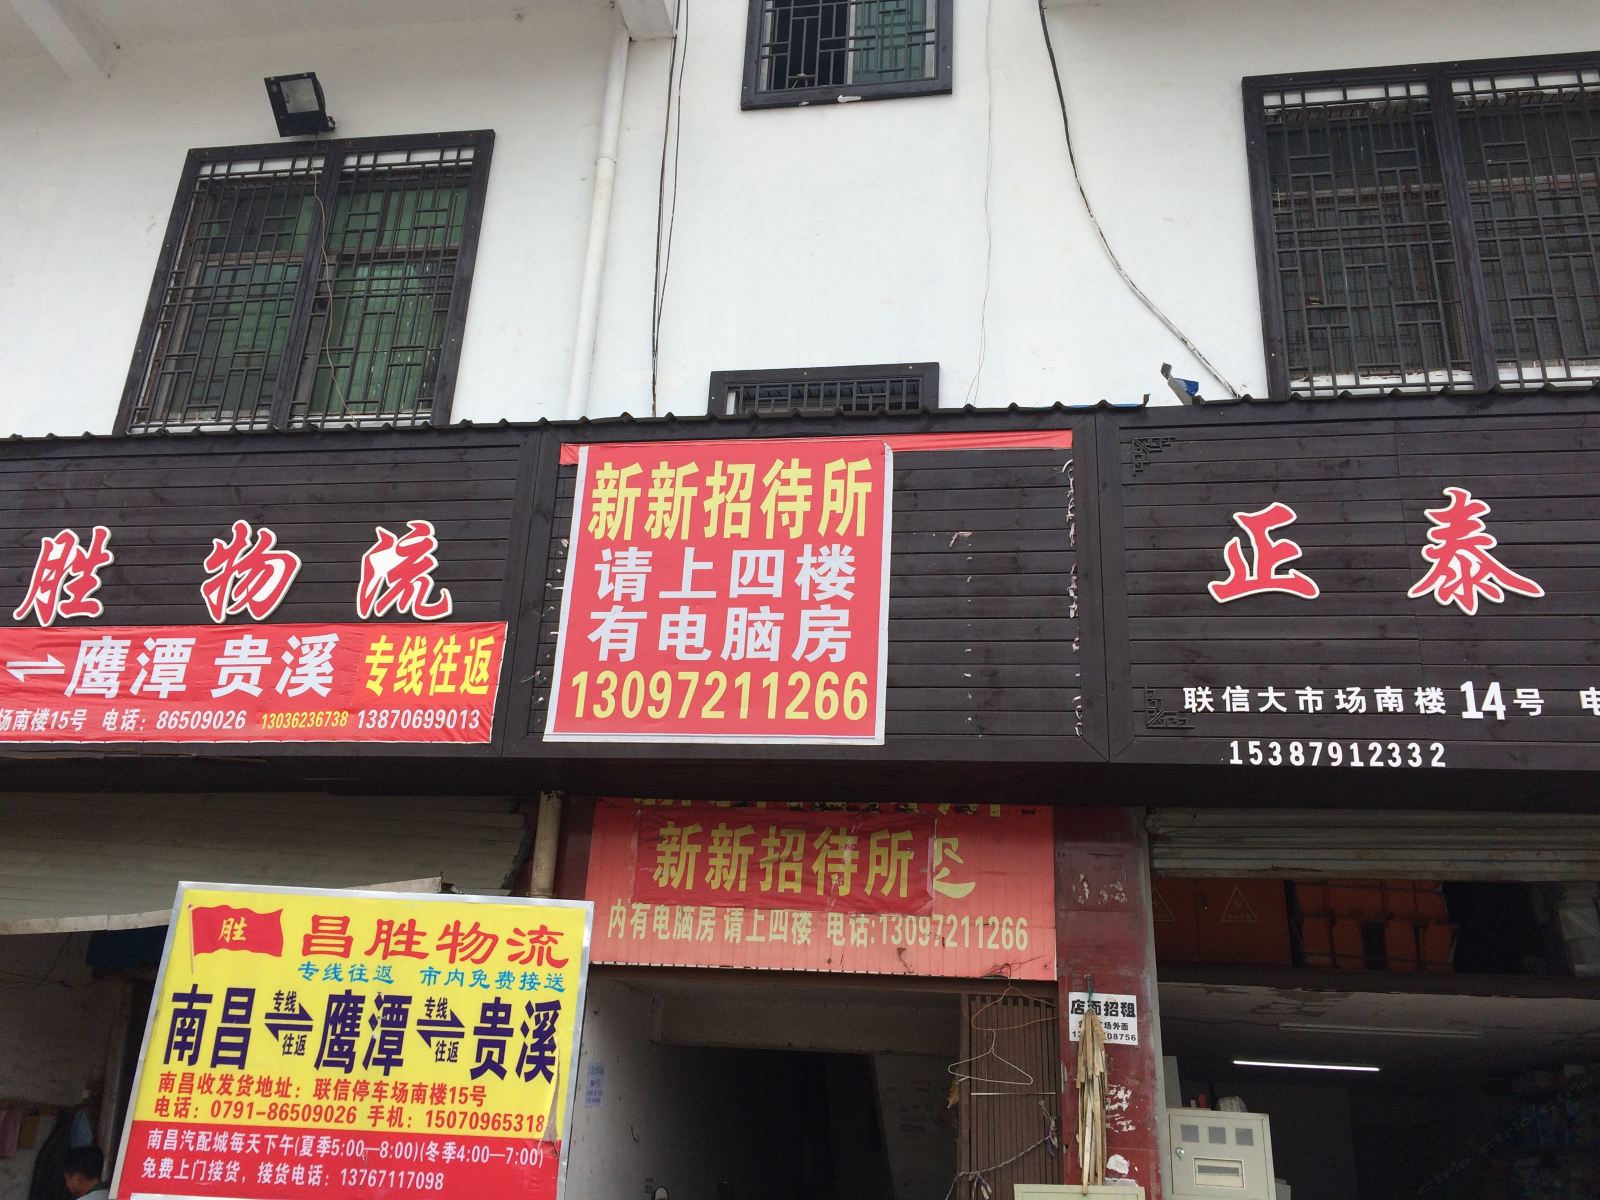 胜物流
鹰潭 贵溪 专线往返
场南楼15号 电话：86509026 13036236738 13870699013
新新招待所
请上四楼
有电脑房
13097211266
正泰
联信大市场南楼14号 电
15387912332
新新招待所
内有电脑房 请上四楼 电话:13097211266
胜 昌胜物流
专线往返 市内免费接送
南昌 专线往返 鹰潭 专线往返 贵溪
南昌收发货地址：联信停车场南楼15号
电话：0791-86509026 手机：15070965318
南昌汽配城每天下午(夏季5:00—8:00)(冬季4:00—7:00)
免费上门接货，接货电话：13767117098
店面招租
场外面
08756